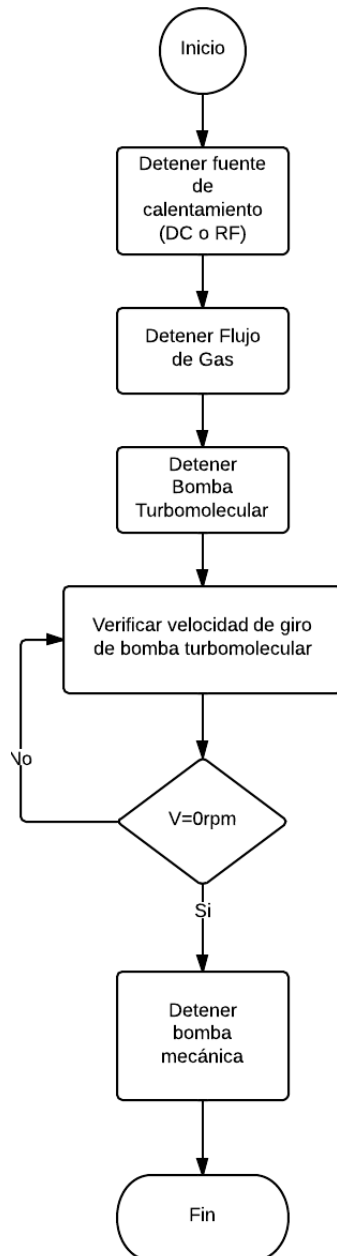 Inicio
Detener fuente
de
calentamiento
(DC o RF)
Detener Flujo
de Gas
Detener
Bomba
Turbomolecular
Verificar velocidad de giro
de bomba turbomolecular
No
V=0rpm
Si
Detener
bomba
mecánica
Fin